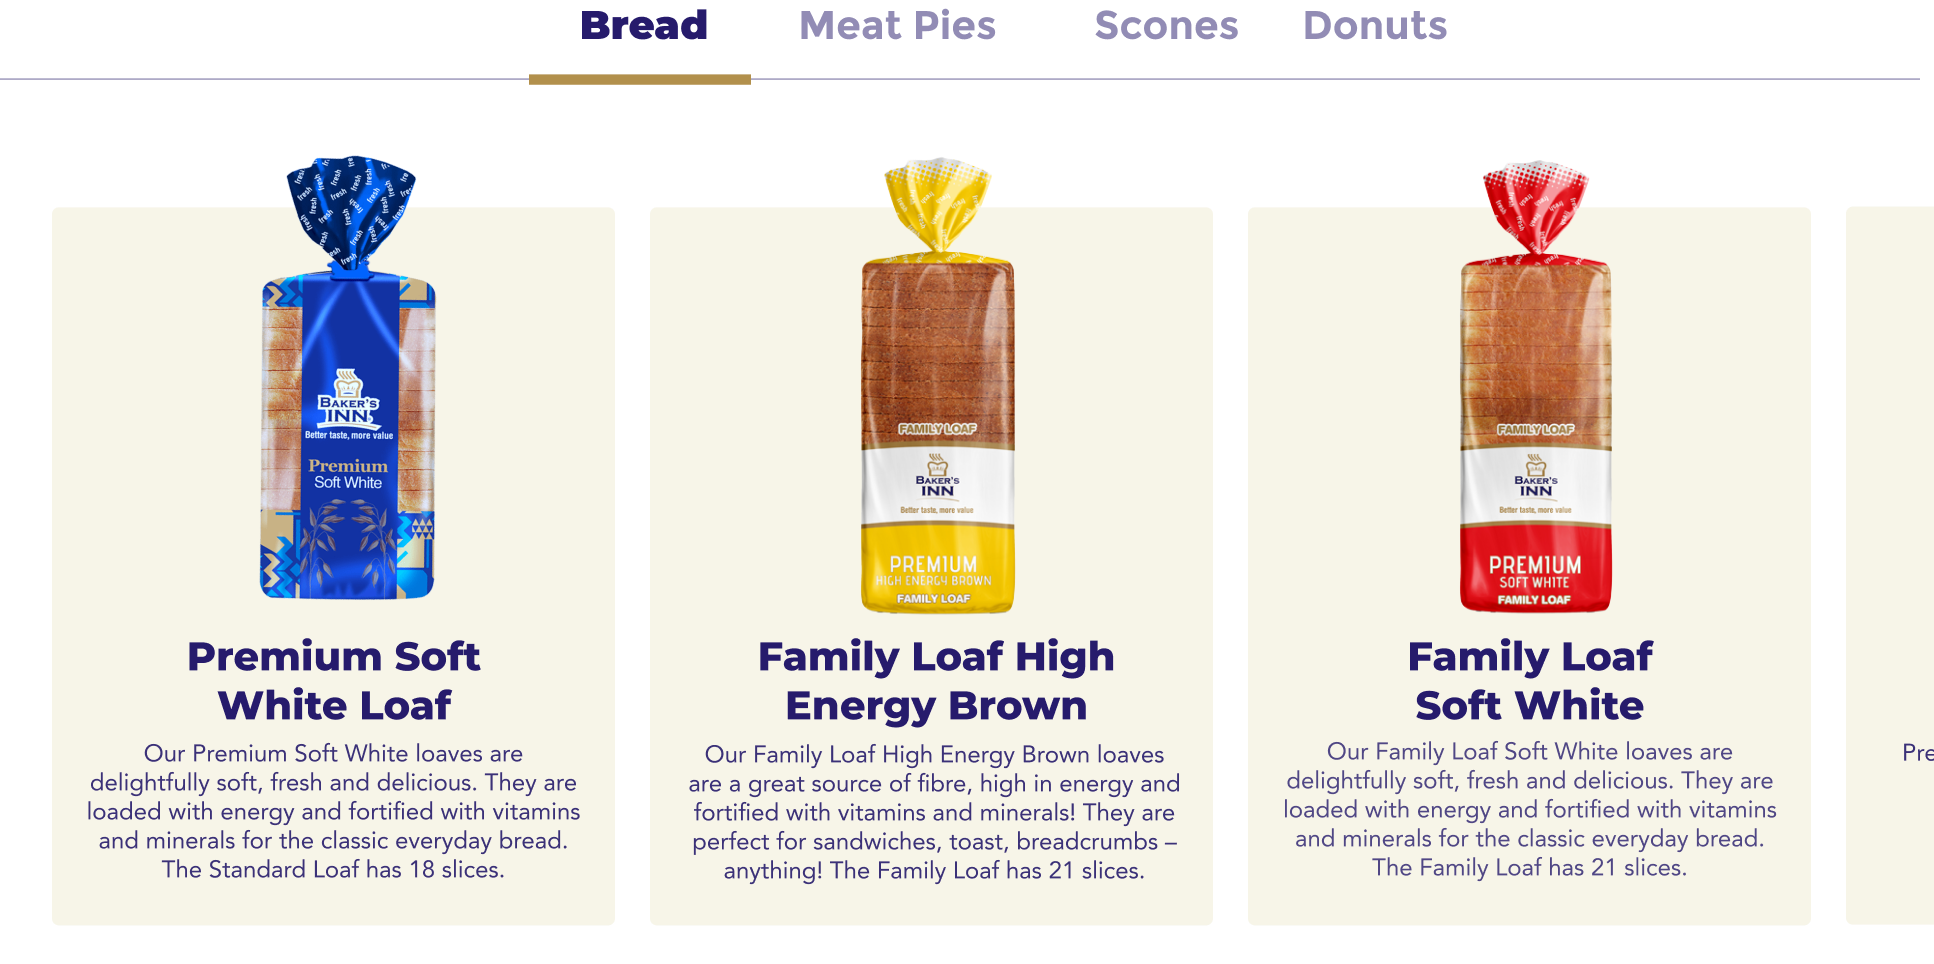 Bread
Meat Pies
Scones
Donuts
BAKER'S
INN
Better taste, more value
Premium
Soft White
Premium Soft
White Loaf
Our Premium Soft White loaves are
delightfully soft, fresh and delicious. They are
loaded with energy and fortified with vitamins
and minerals for the classic everyday bread.
The Standard Loaf has 18 slices.
FAMILY LOAF
BAKER'S
INN
Better taste, more value
PREMIUM
HIGH ENERGY BROWN
FAMILY LOAF
Family Loaf High
Energy Brown
Our Family Loaf High Energy Brown loaves
are a great source of fibre, high in energy and
fortified with vitamins and minerals! They are
perfect for sandwiches, toast, breadcrumbs –
anything! The Family Loaf has 21 slices.
FAMILY LOAF
BAKER'S
INN
Better taste, more value
PREMIUM
SOFT WHITE
FAMILY LOAF
Family Loaf
Soft White
Our Family Loaf Soft White loaves are
delightfully soft, fresh and delicious. They are
loaded with energy and fortified with vitamins
and minerals for the classic everyday bread.
The Family Loaf has 21 slices.
Pre